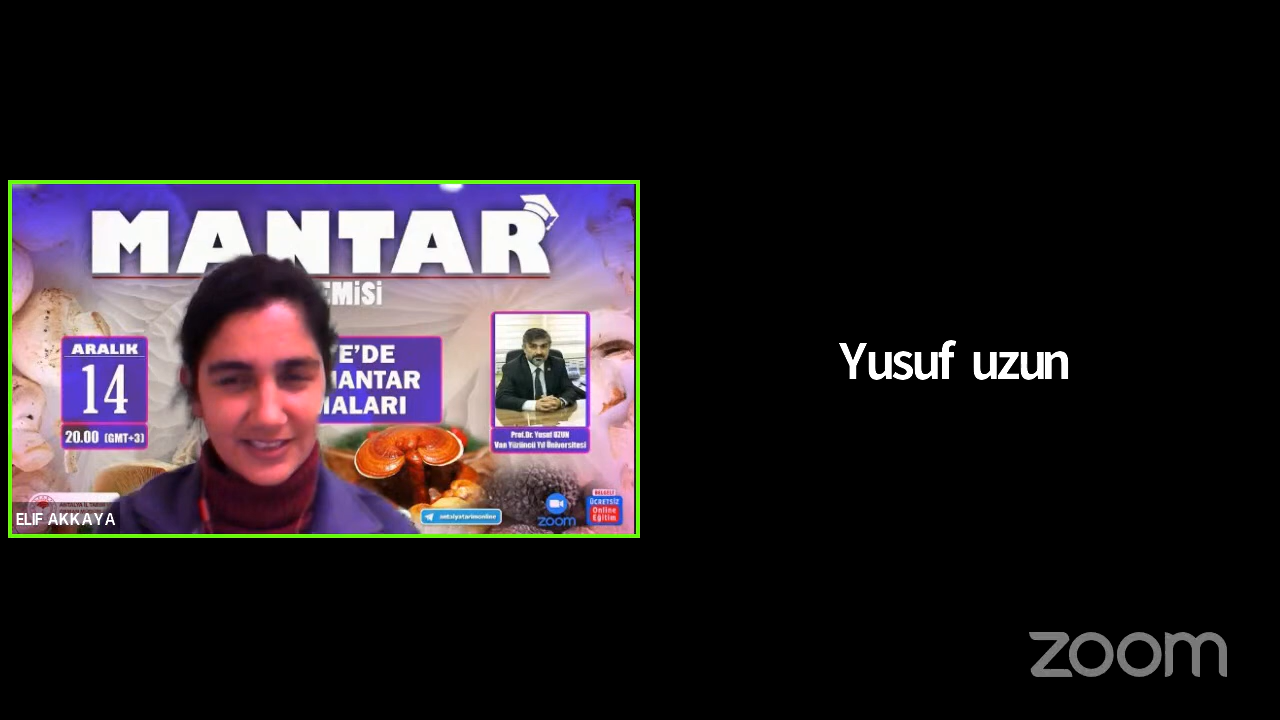 MANTAR
EMİSİ
ARALIK
14
20.00 (GMT+3)
YE'DE
MANTAR
MALARI
Prof.Dr. Yusuf UZUN
Van Yüzüncü Yıl Üniversitesi
zoom
ÜCRETSİZ
Online
Eğitim
ELIF AKKAYA
Yusuf uzun
zoom